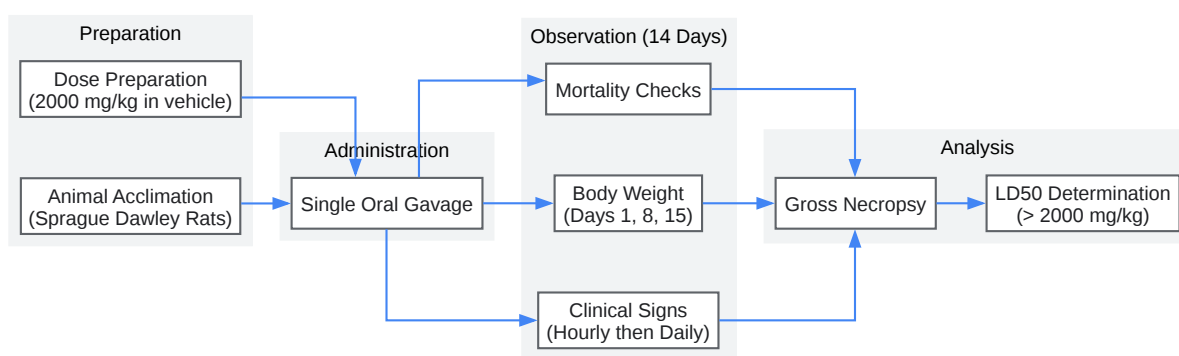 Preparation
Dose Preparation
(2000 mg/kg in vehicle)
Animal Acclimation
(Sprague Dawley Rats)
Administration
Single Oral Gavage
Observation (14 Days)
Mortality Checks
Body Weight
(Days 1, 8, 15)
Clinical Signs
(Hourly then Daily)
Analysis
Gross Necropsy
LD50 Determination
(> 2000 mg/kg)